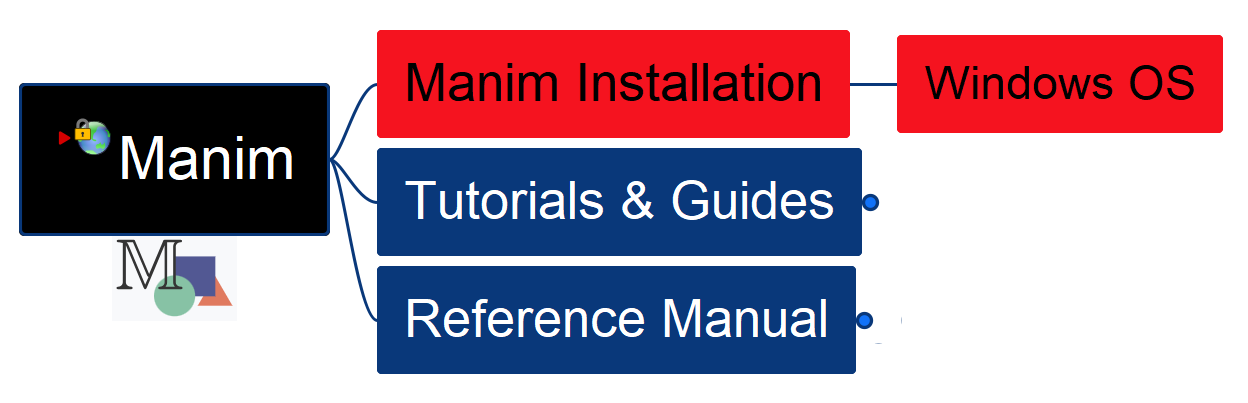 Manim
Manim Installation
Windows OS
Tutorials & Guides
Reference Manual
M